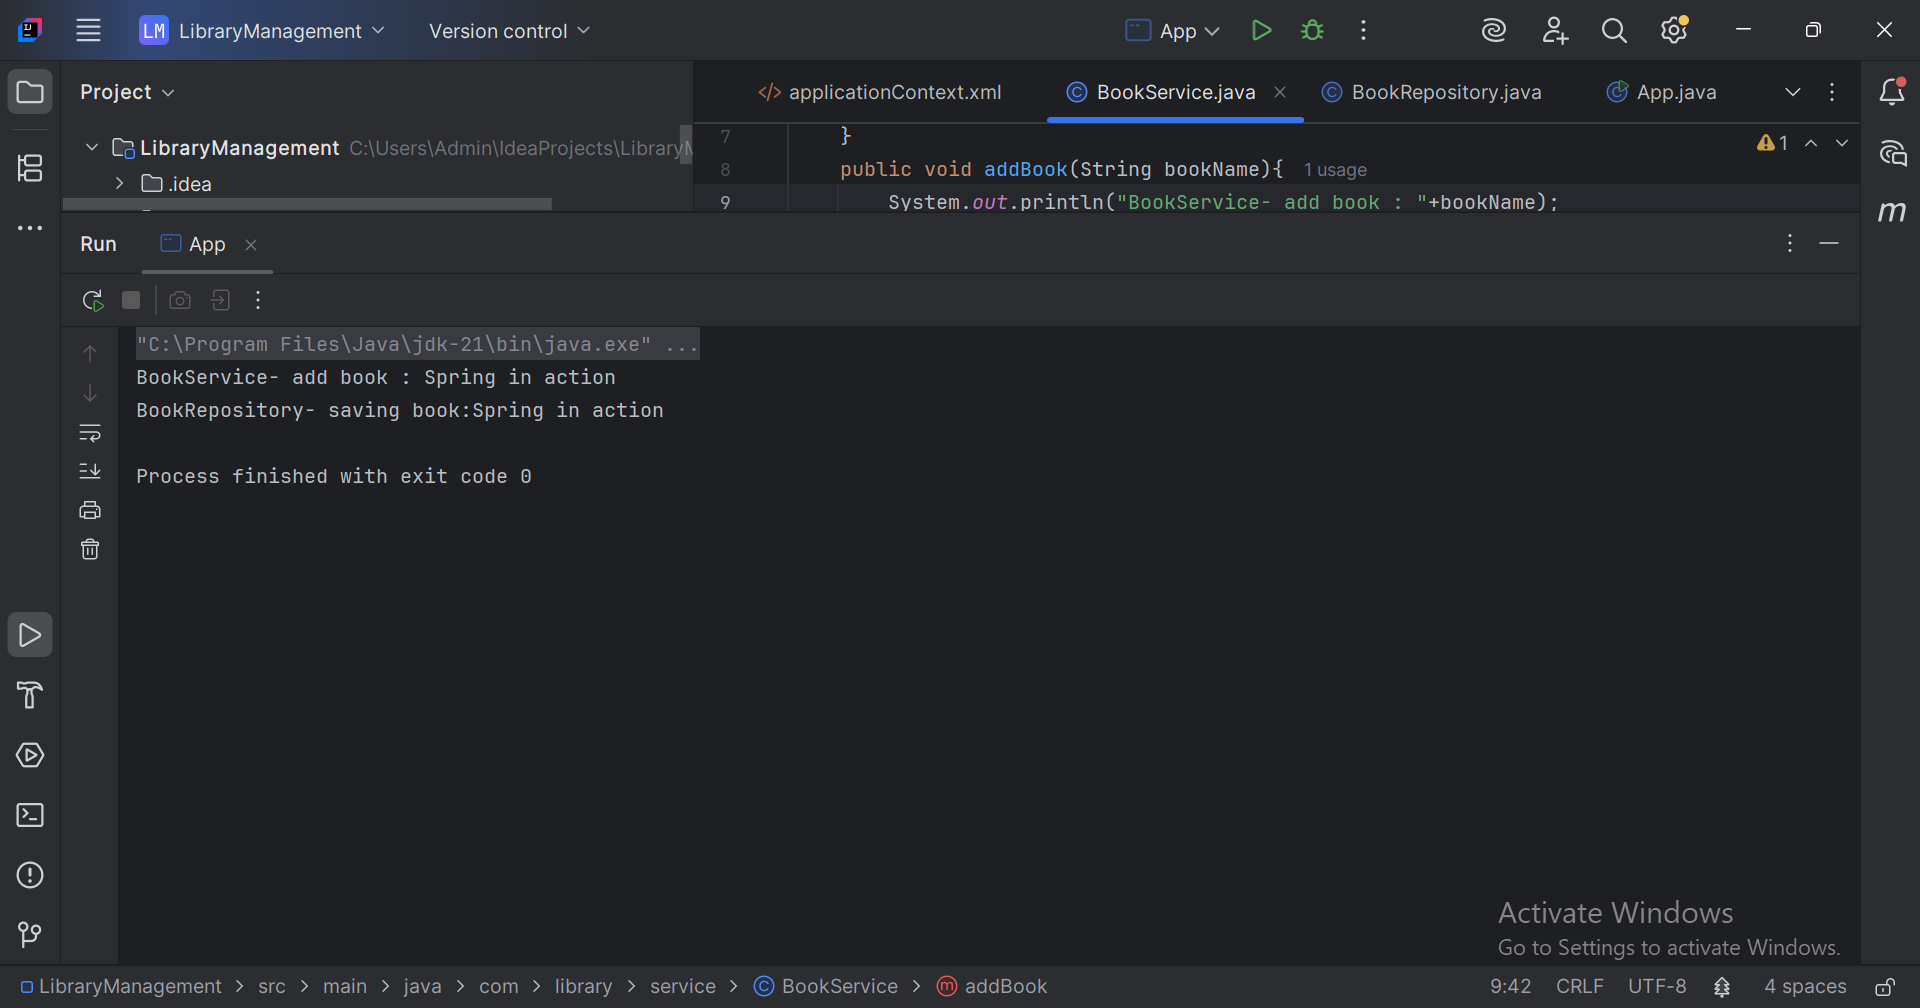 LM LibraryManagement Version control App
Project
applicationContext.xml BookService.java BookRepository.java App.java
LibraryManagement C:\Users\Admin\IdeaProjects\Library
.idea
7 }
8 public void addBook(String bookName){ 1 usage
9 System.out.println("BookService- add book : "+bookName);
1
m
Run App
"C:\Program Files\Java\jdk-21\bin\java.exe" ...
BookService- add book : Spring in action
BookRepository- saving book:Spring in action
Process finished with exit code 0
Activate Windows
Go to Settings to activate Windows.
LibraryManagement > src > main > java > com > library > service > BookService > addBook
9:42 CRLF UTF-8 4 spaces